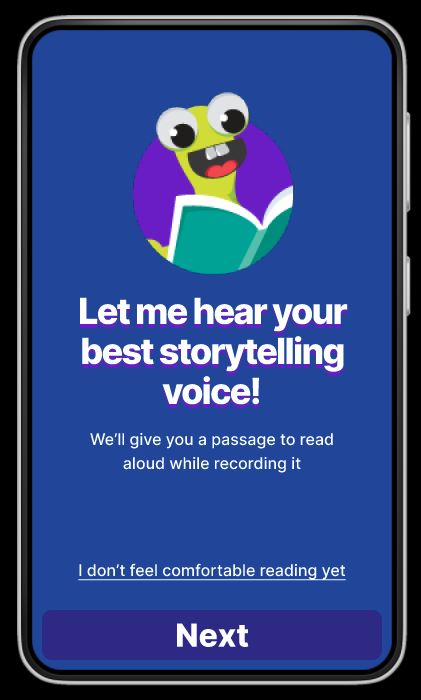 Let me hear your
best storytelling
voice!
We’ll give you a passage to read
aloud while recording it
I don’t feel comfortable reading yet
Next